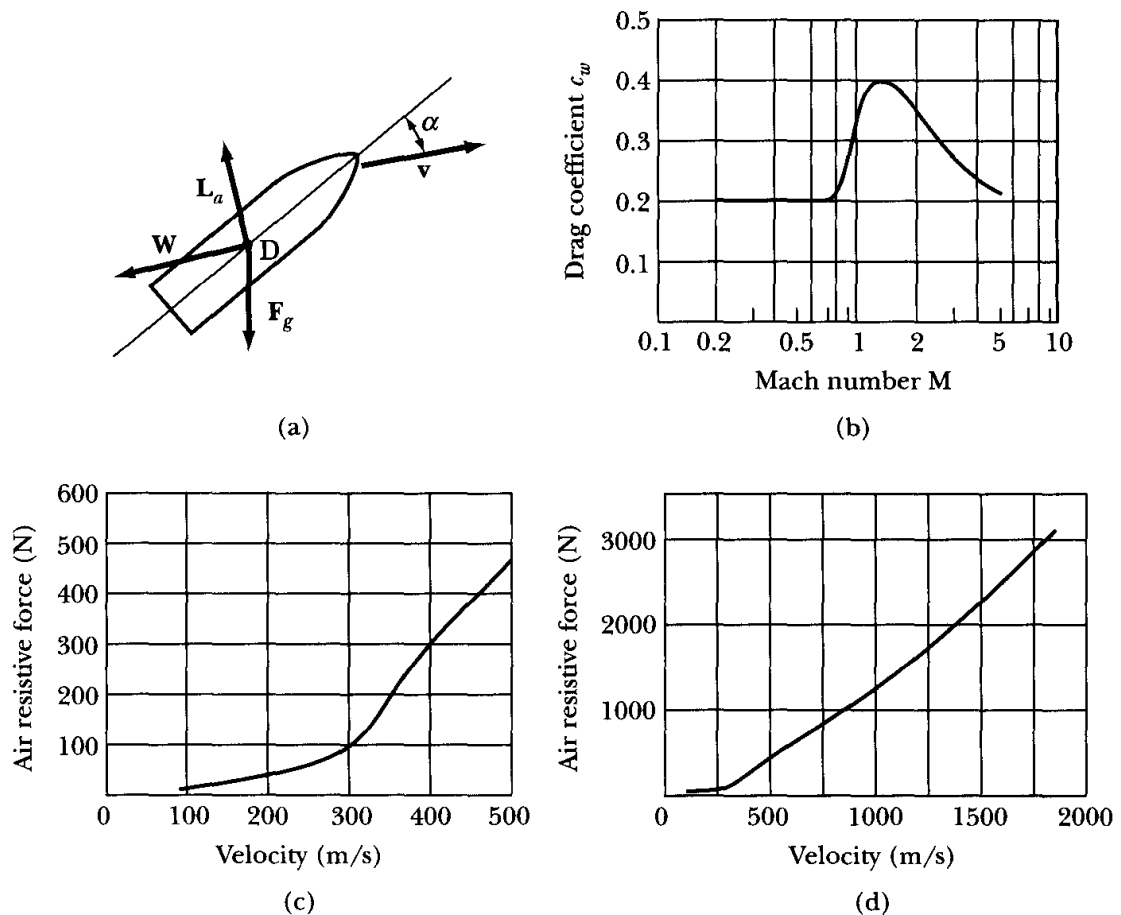 α
v
L_a
W
D
F_g
(a)
Drag coefficient c_w
0.5
0.4
0.3
0.2
0.1
0.1 0.2 0.5 1 2 5 10
Mach number M
(b)
Air resistive force (N)
600
500
400
300
200
100
0 100 200 300 400 500
Velocity (m/s)
(c)
Air resistive force (N)
3000
2000
1000
0 500 1000 1500 2000
Velocity (m/s)
(d)